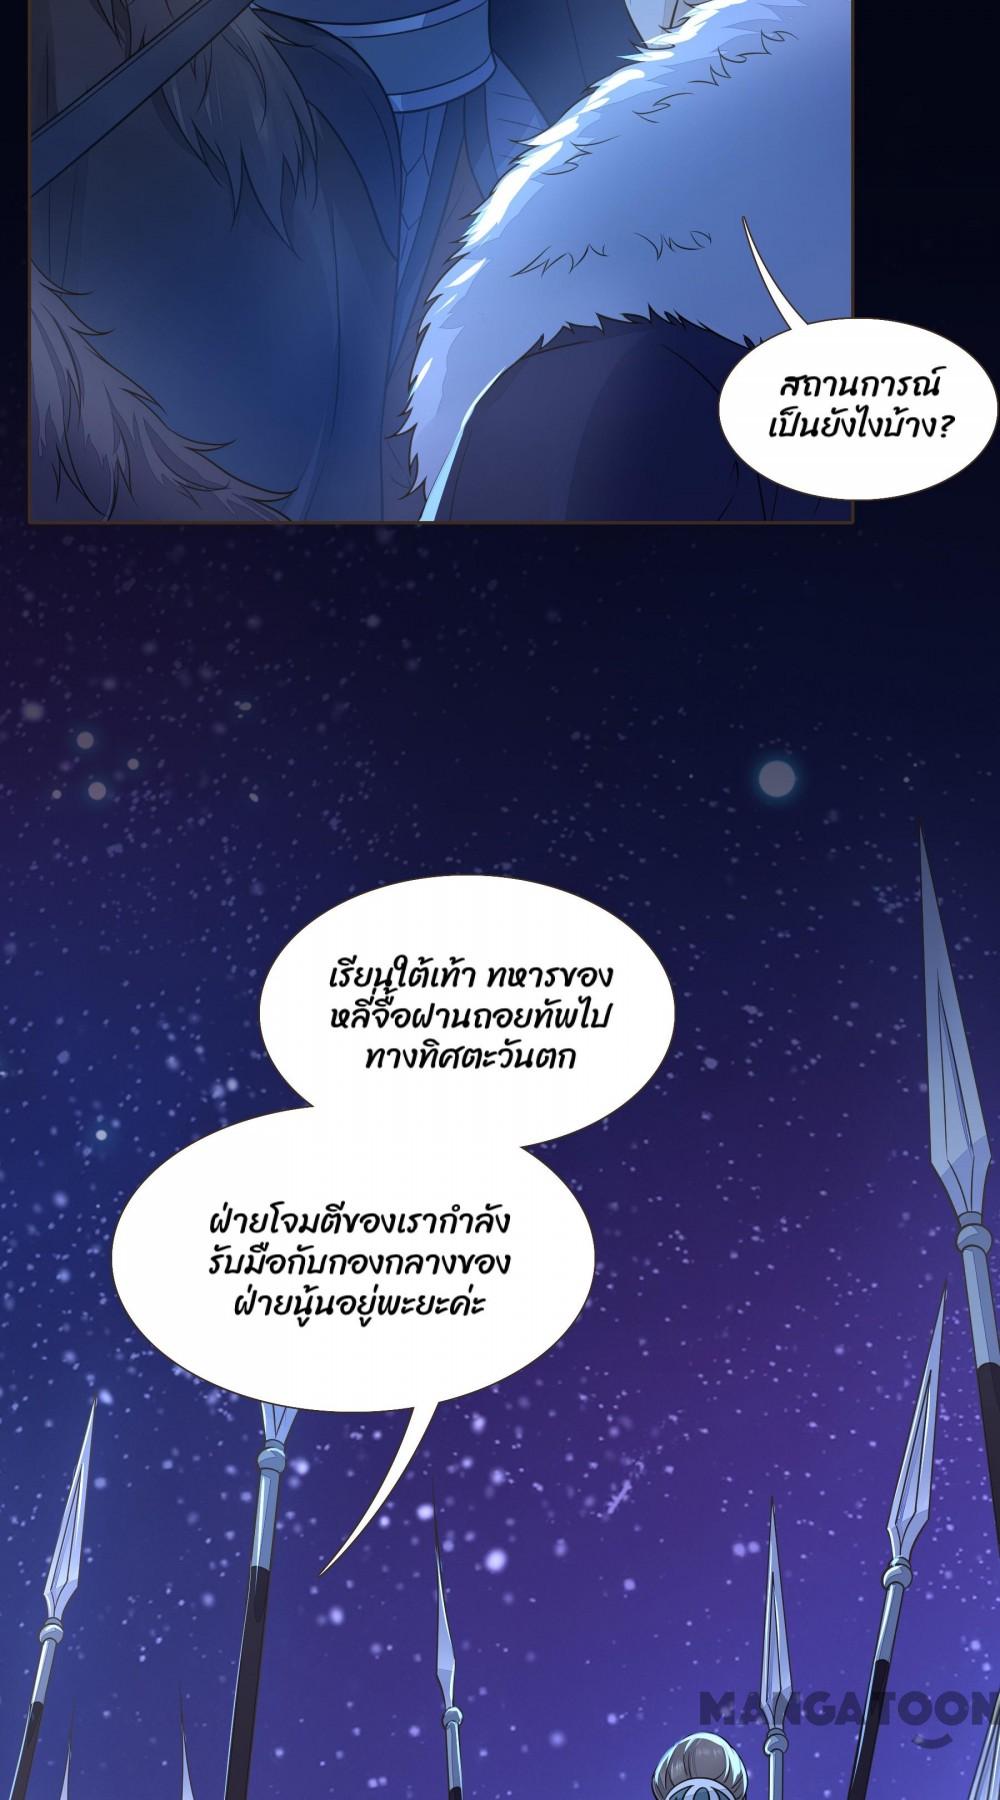 สถานการณ์
เป็นยังไงบ้าง?
เรียนใต้เท้า ทหารของ
หลี่จื้อฝานถอยทัพไป
ทางทิศตะวันตก
ฝ่ายโจมตีของเรากำลัง
รับมือกับกองกลางของ
ฝ่ายนู้นอยู่พะยะค่ะ
MANGATOON